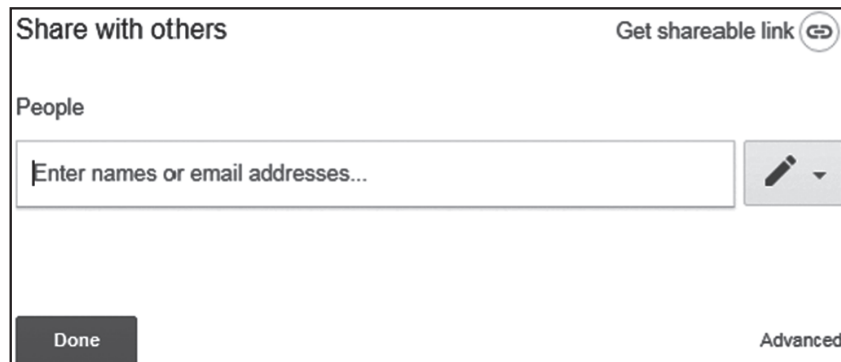 Share with others
Get shareable link
People
Enter names or email addresses...
Done
Advanced